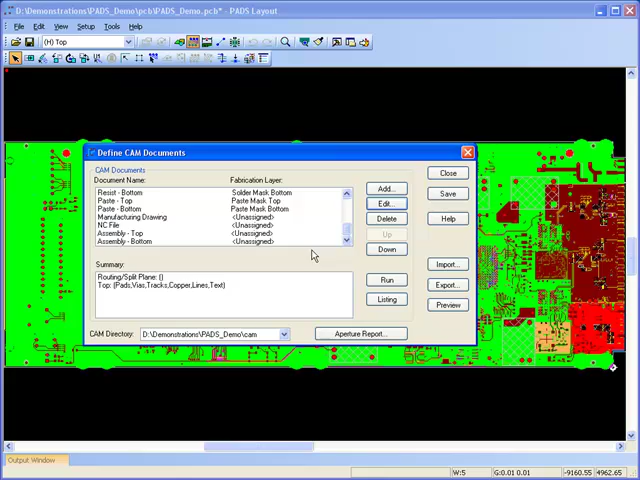 D:\Demonstrations\PADS_Demo\pcb\PADS_Demo.pcb* - PADS Layout
File Edit View Setup Tools Help
(H) Top
Define CAM Documents
CAM Documents
Document Name: Fabrication Layer:
Resist - Bottom Solder Mask Bottom
Paste - Top Paste Mask Top
Paste - Bottom Paste Mask Bottom
Manufacturing Drawing <Unassigned>
NC File <Unassigned>
Assembly - Top <Unassigned>
Assembly - Bottom <Unassigned>
Add...
Edit...
Delete
Up
Down
Run
Listing
Close
Save
Help
Import...
Export...
Preview
Summary:
Routing/Split Plane: ()
Top: (Pads,Vias,Tracks,Copper,Lines,Text)
CAM Directory: D:\Demonstrations\PADS_Demo\cam
Aperture Report...
Output Window
W:5 G:0.01 0.01 -9160.55 4962.65